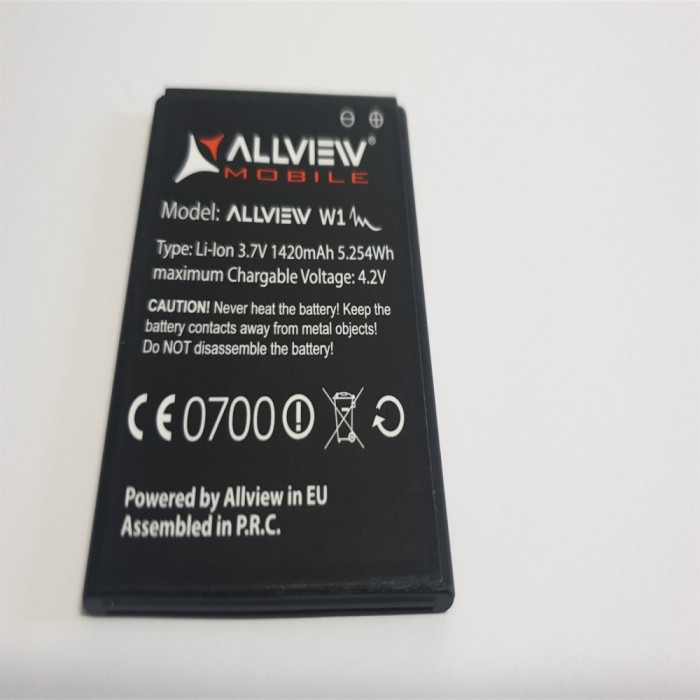 ⊖ ⊕
ALLVIEW®
MOBILE
Model: ALLVIEW W1 m
Type: Li-Ion 3.7V 1420mAh 5.254Wh
maximum Chargable Voltage: 4.2V
CAUTION! Never heat the battery! Keep the
battery contacts away from metal objects!
Do NOT disassemble the battery!
CE0700!
Powered by Allview in EU
Assembled in P.R.C.